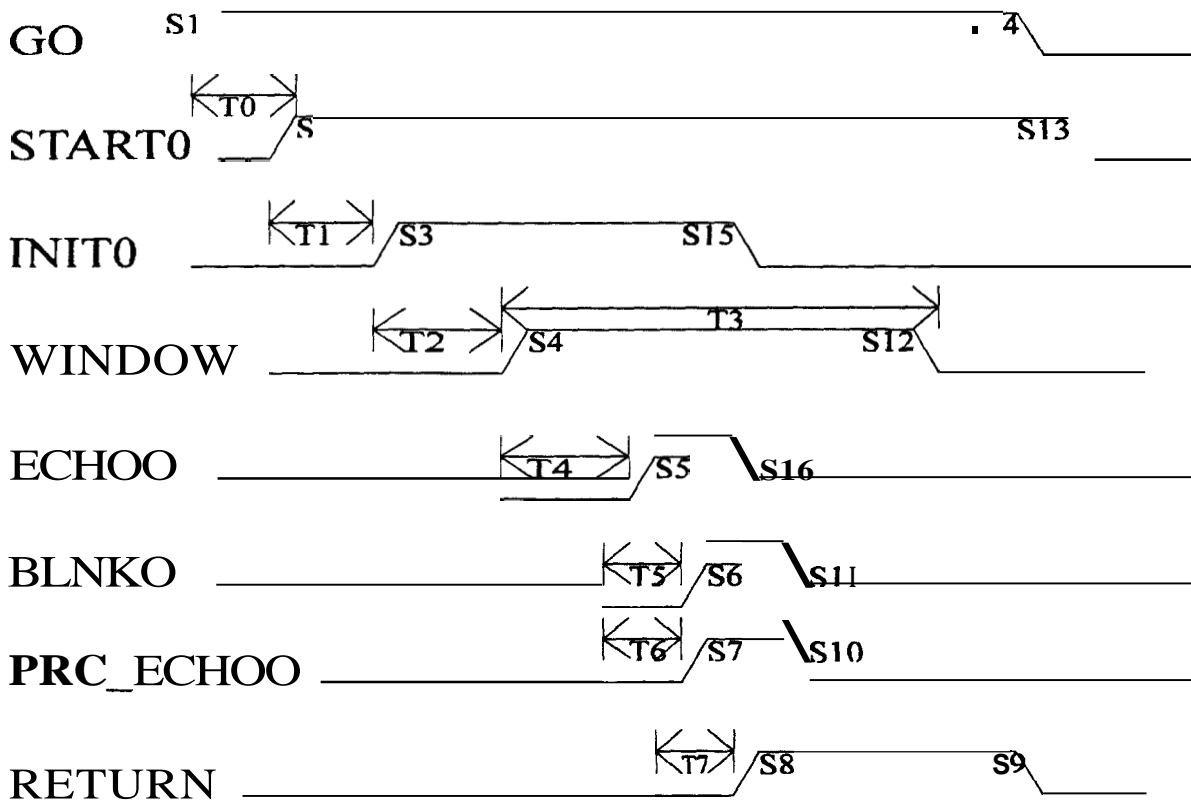 GO S1 . 4
T0
START0 S S13
INIT0 T1 S3 S15
T3
WINDOW T2 S4 S12
ECHOO T4 S5 S16
BLNKO T5 S6 S11
PRC_ECHOO T6 S7 S10
RETURN T7 S8 S9